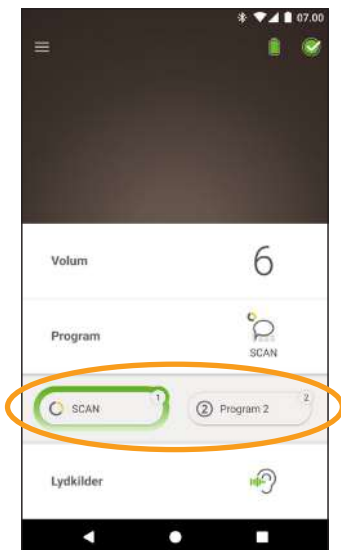 07.00
Volum 6
Program
SCAN
SCAN 1 2 Program 2 2
Lydkilder